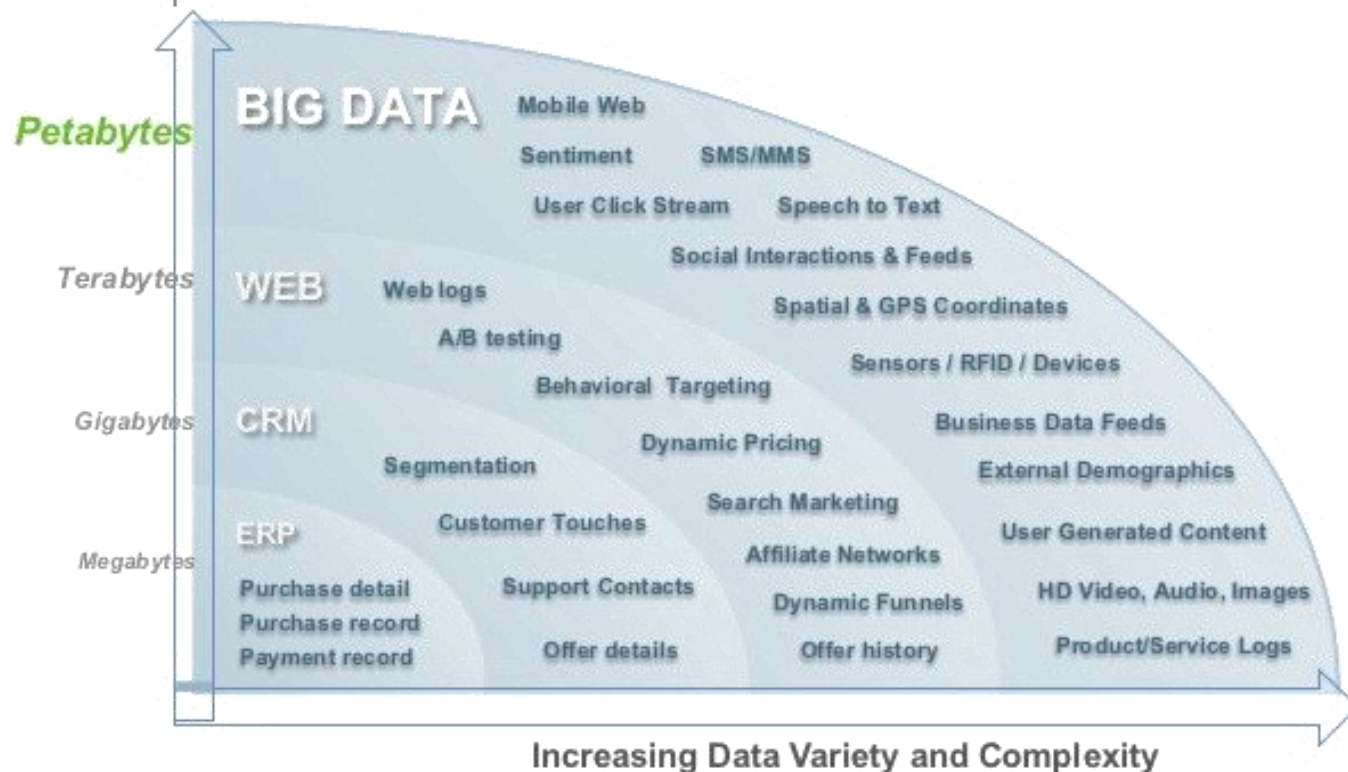 BIG DATA
Mobile Web
Petabytes
Sentiment
SMS/MMS
User Click Stream
Speech to Text
Social Interactions & Feeds
Terabytes
WEB
Web logs
Spatial & GPS Coordinates
A/B testing
Sensors / RFID / Devices
Behavioral Targeting
Gigabytes
CRM
Business Data Feeds
Dynamic Pricing
Segmentation
External Demographics
Search Marketing
Customer Touches
ERP
User Generated Content
Affiliate Networks
Megabytes
Purchase detail
Support Contacts
HD Video, Audio, Images
Dynamic Funnels
Purchase record
Payment record
Offer details
Offer history
Product/Service Logs
Increasing Data Variety and Complexity